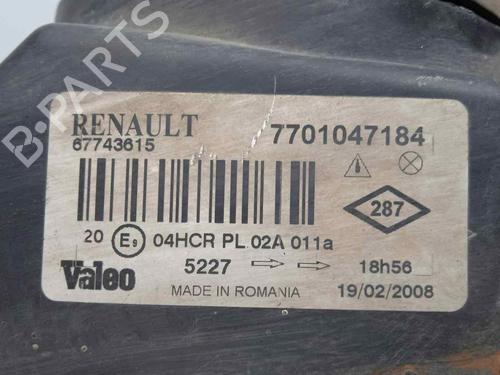 B-PARTS
RENAULT
67743615
7701047184
287
20 E9 04HCR PL 02A 011a
5227
18h56
Valeo
MADE IN ROMANIA
19/02/2008